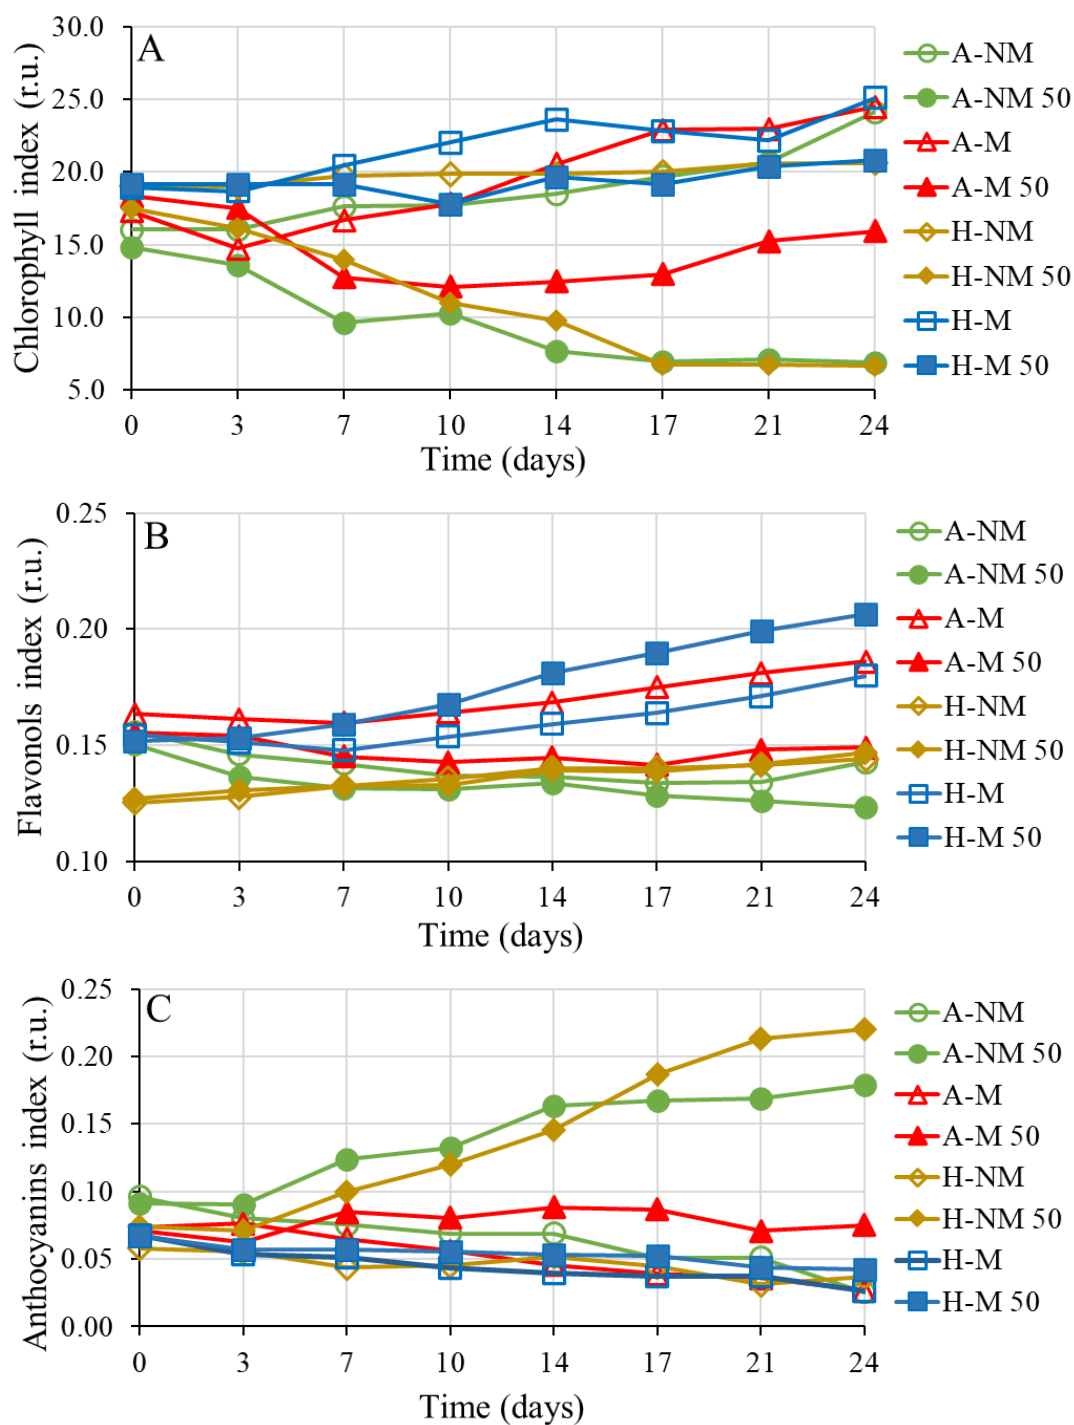 A
Chlorophyll index (r.u.)
30.0
25.0
20.0
15.0
10.0
5.0
0 3 7 10 14 17 21 24
Time (days)
A-NM
A-NM 50
A-M
A-M 50
H-NM
H-NM 50
H-M
H-M 50
B
Flavonols index (r.u.)
0.25
0.20
0.15
0.10
0 3 7 10 14 17 21 24
Time (days)
A-NM
A-NM 50
A-M
A-M 50
H-NM
H-NM 50
H-M
H-M 50
C
Anthocyanins index (r.u.)
0.25
0.20
0.15
0.10
0.05
0.00
0 3 7 10 14 17 21 24
Time (days)
A-NM
A-NM 50
A-M
A-M 50
H-NM
H-NM 50
H-M
H-M 50